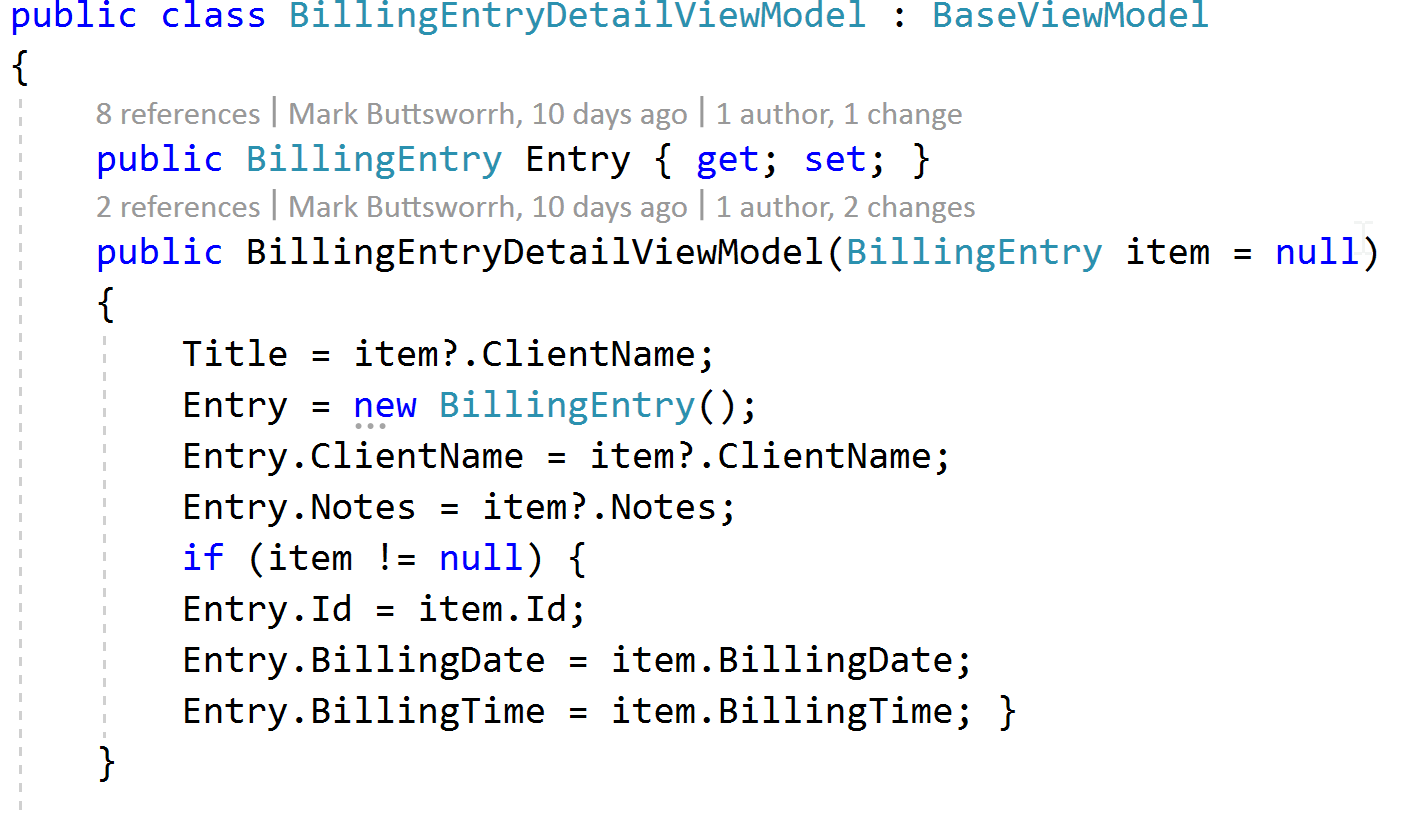 public class BillingEntryDetailViewModel : BaseViewModel
{
8 references | Mark Buttsworrh, 10 days ago | 1 author, 1 change
public BillingEntry Entry { get; set; }
2 references | Mark Buttsworrh, 10 days ago | 1 author, 2 changes
public BillingEntryDetailViewModel(BillingEntry item = null)
{
Title = item?.ClientName;
Entry = new BillingEntry();
Entry.ClientName = item?.ClientName;
Entry.Notes = item?.Notes;
if (item != null) {
Entry.Id = item.Id;
Entry.BillingDate = item.BillingDate;
Entry.BillingTime = item.BillingTime; }
}